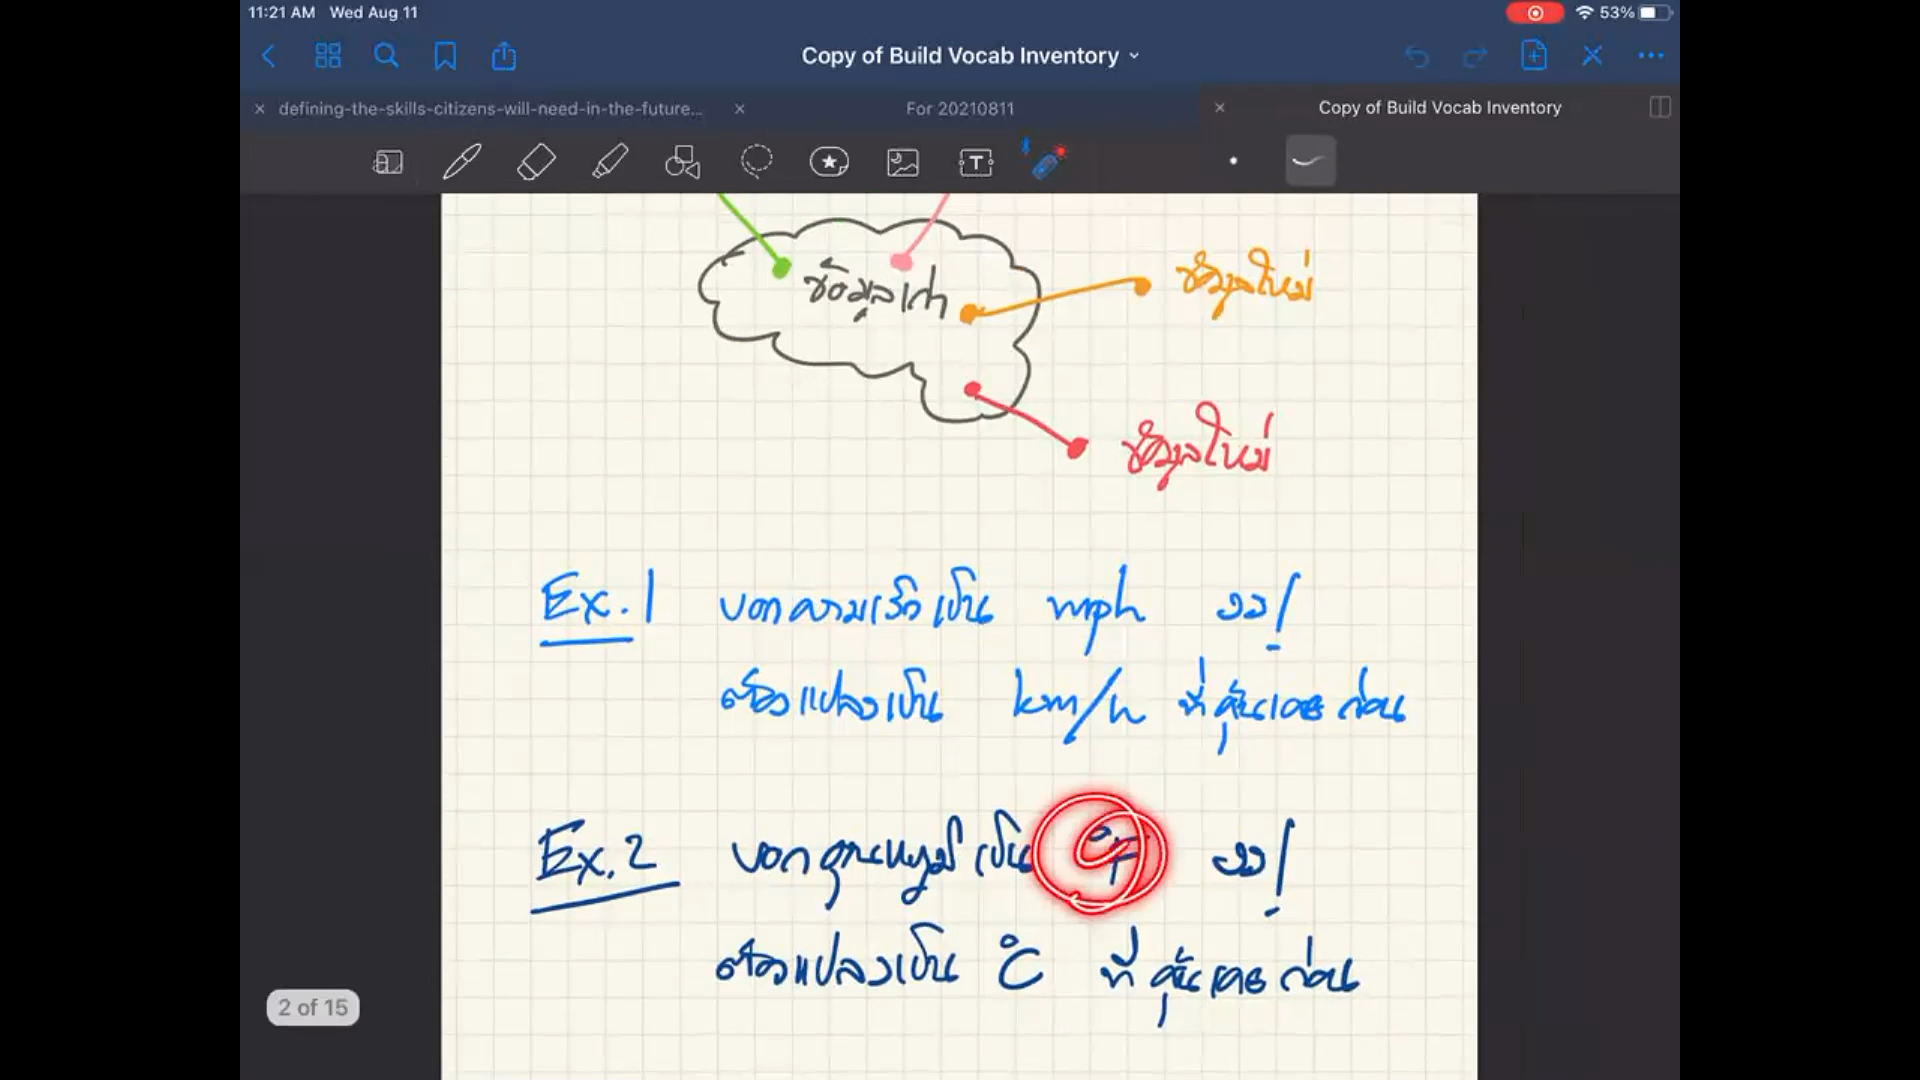 11:21 AM Wed Aug 11
53%
Copy of Build Vocab Inventory
defining-the-skills-citizens-will-need-in-the-future...
For 20210811
Copy of Build Vocab Inventory
ข้อมูลเก่า
ข้อมูลใหม่
ข้อมูลใหม่
Ex.1 บอกความเร็วเป็น mph งง!
ต้องแปลงเป็น km/h ที่คุ้นเคยก่อน
Ex.2 บอกอุณหภูมิเป็น °F งง!
ต้องแปลงเป็น °C ที่คุ้นเคยก่อน
2 of 15